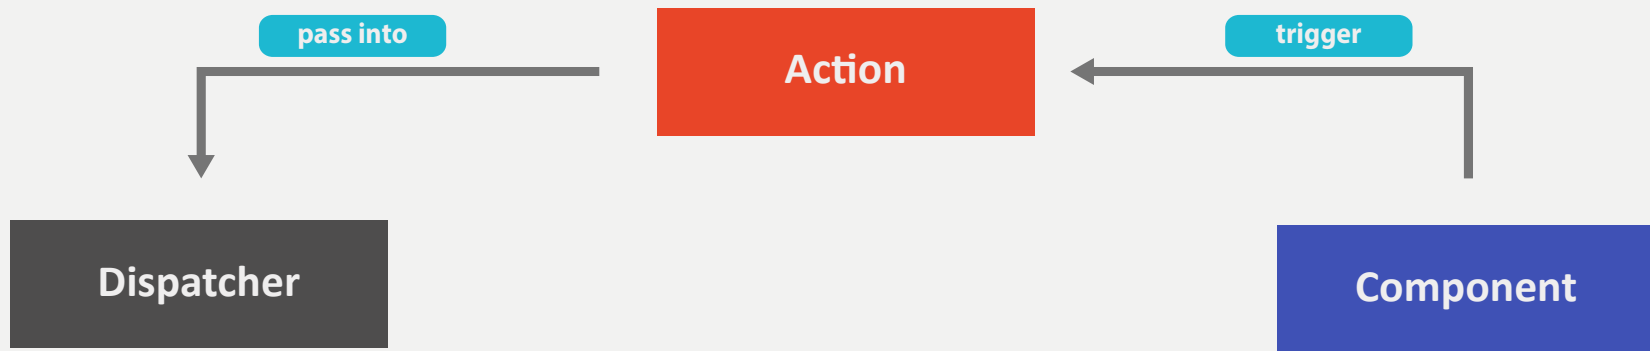 pass into
Action
trigger
Dispatcher
Component